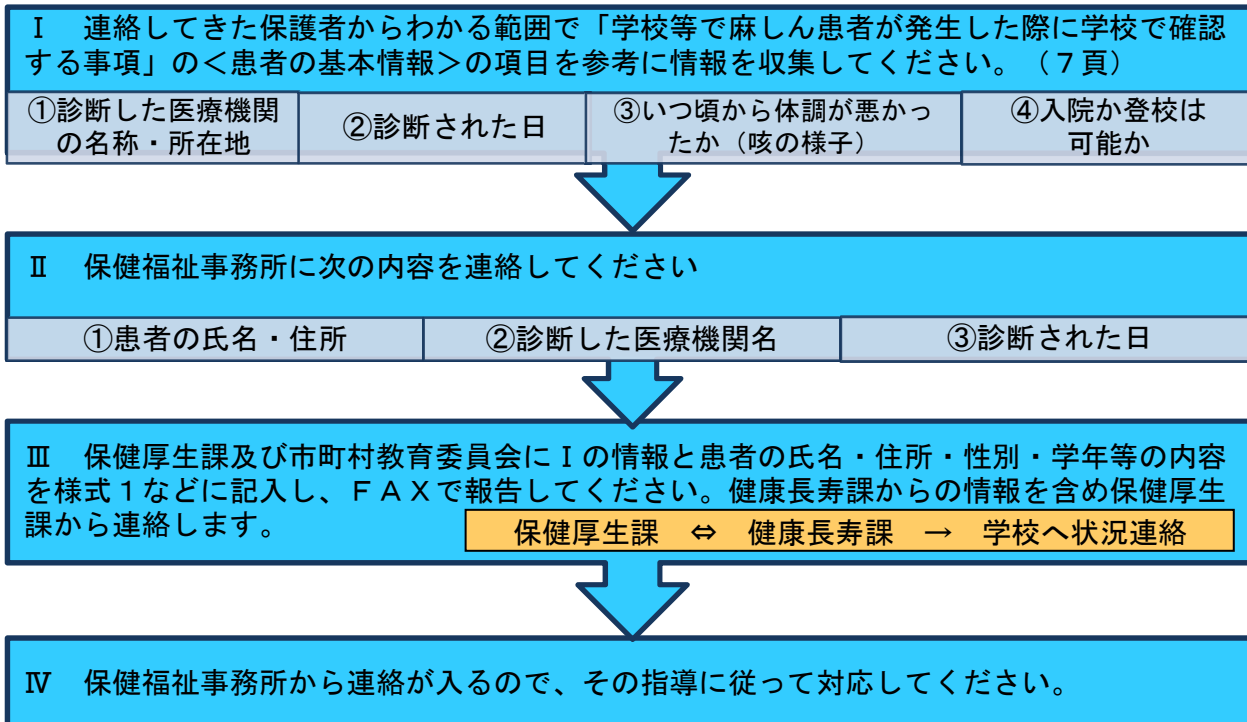 Ⅰ　連絡してきた保護者からわかる範囲で「学校等で麻しん患者が発生した際に学校で確認
する事項」の＜患者の基本情報＞の項目を参考に情報を収集してください。（７頁）
①診断した医療機関
の名称・所在地
②診断された日
③いつ頃から体調が悪かっ
たか（咳の様子）
④入院か登校は
可能か
Ⅱ　保健福祉事務所に次の内容を連絡してください
①患者の氏名・住所
②診断した医療機関名
③診断された日
Ⅲ　保健厚生課及び市町村教育委員会にⅠの情報と患者の氏名・住所・性別・学年等の内容
を様式１などに記入し、ＦＡＸで報告してください。健康長寿課からの情報を含め保健厚生
課から連絡します。
保健厚生課　⇔　健康長寿課　→　学校へ状況連絡
Ⅳ　保健福祉事務所から連絡が入るので、その指導に従って対応してください。